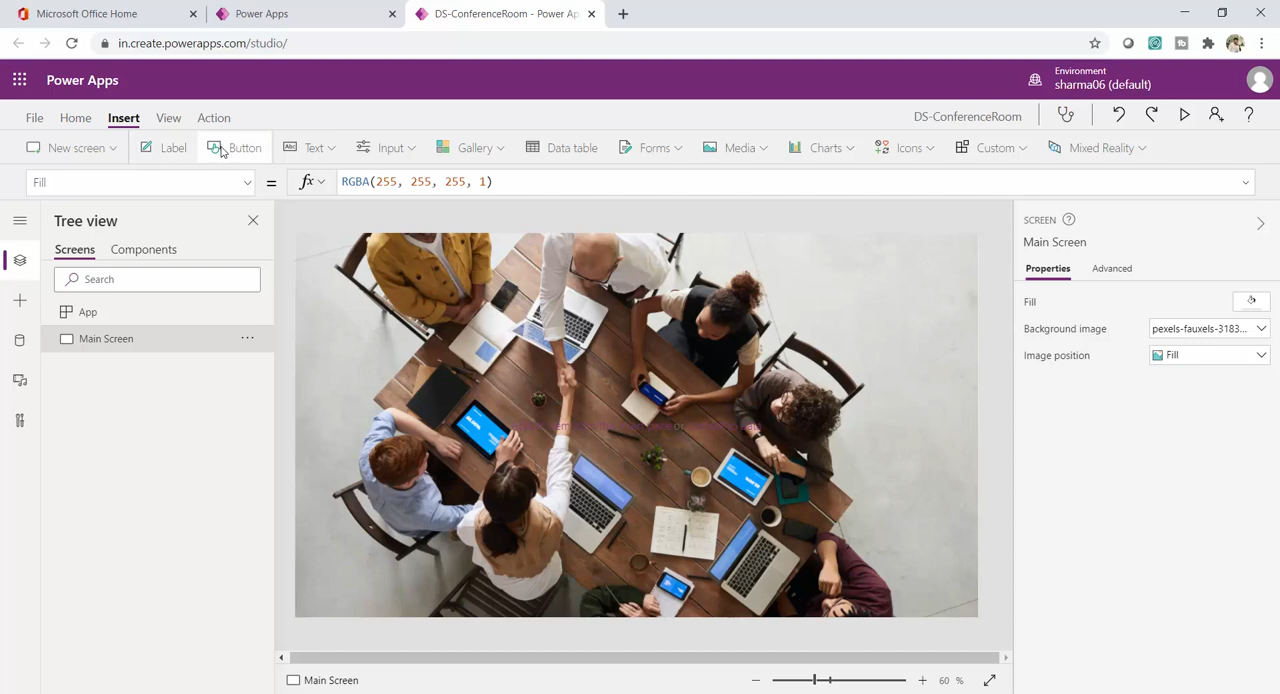 Microsoft Office Home
Power Apps
DS-ConferenceRoom - Power Ap
in.create.powerapps.com/studio/
Power Apps
Environment
sharma06 (default)
File
Home
Insert
View
Action
DS-ConferenceRoom
New screen
Label
Button
Text
Input
Gallery
Data table
Forms
Media
Charts
Icons
Custom
Mixed Reality
Fill
=
fx
RGBA(255, 255, 255, 1)
Tree view
Screens
Components
Search
App
Main Screen
SCREEN
Main Screen
Properties
Advanced
Fill
Background image
pexels-fauxels-3183...
Image position
Fill
Main Screen
60 %